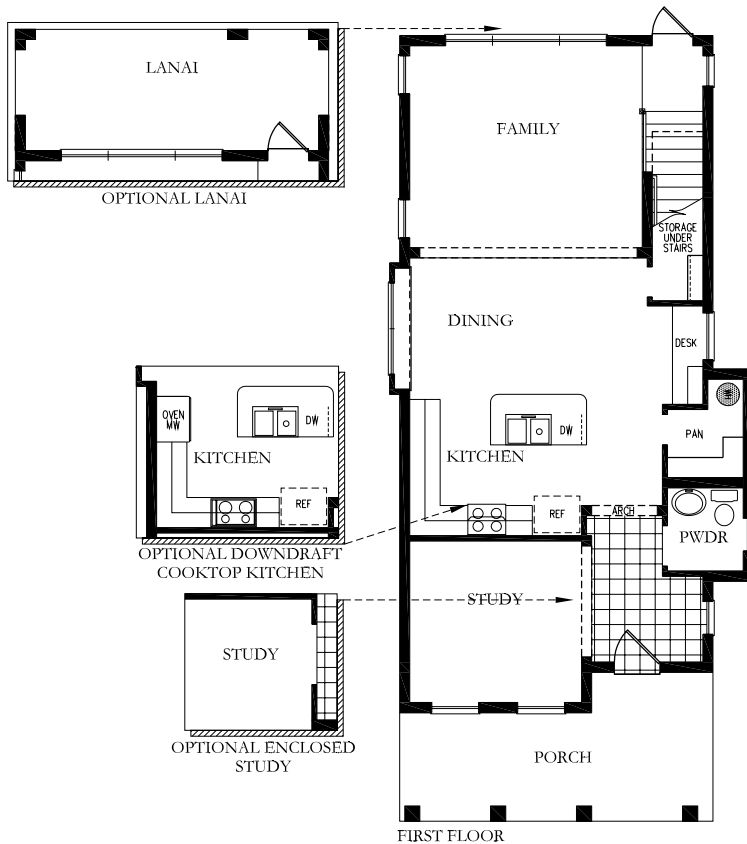 LANAI
OPTIONAL LANAI
FAMILY
STORAGE
UNDER
STAIRS
DINING
DESK
OVEN
MW
DW
KITCHEN
REF
OPTIONAL DOWNDRAFT
COOKTOP KITCHEN
DW
PAN
KITCHEN
REF
ARCH
PWDR
STUDY
STUDY
OPTIONAL ENCLOSED
STUDY
PORCH
FIRST FLOOR